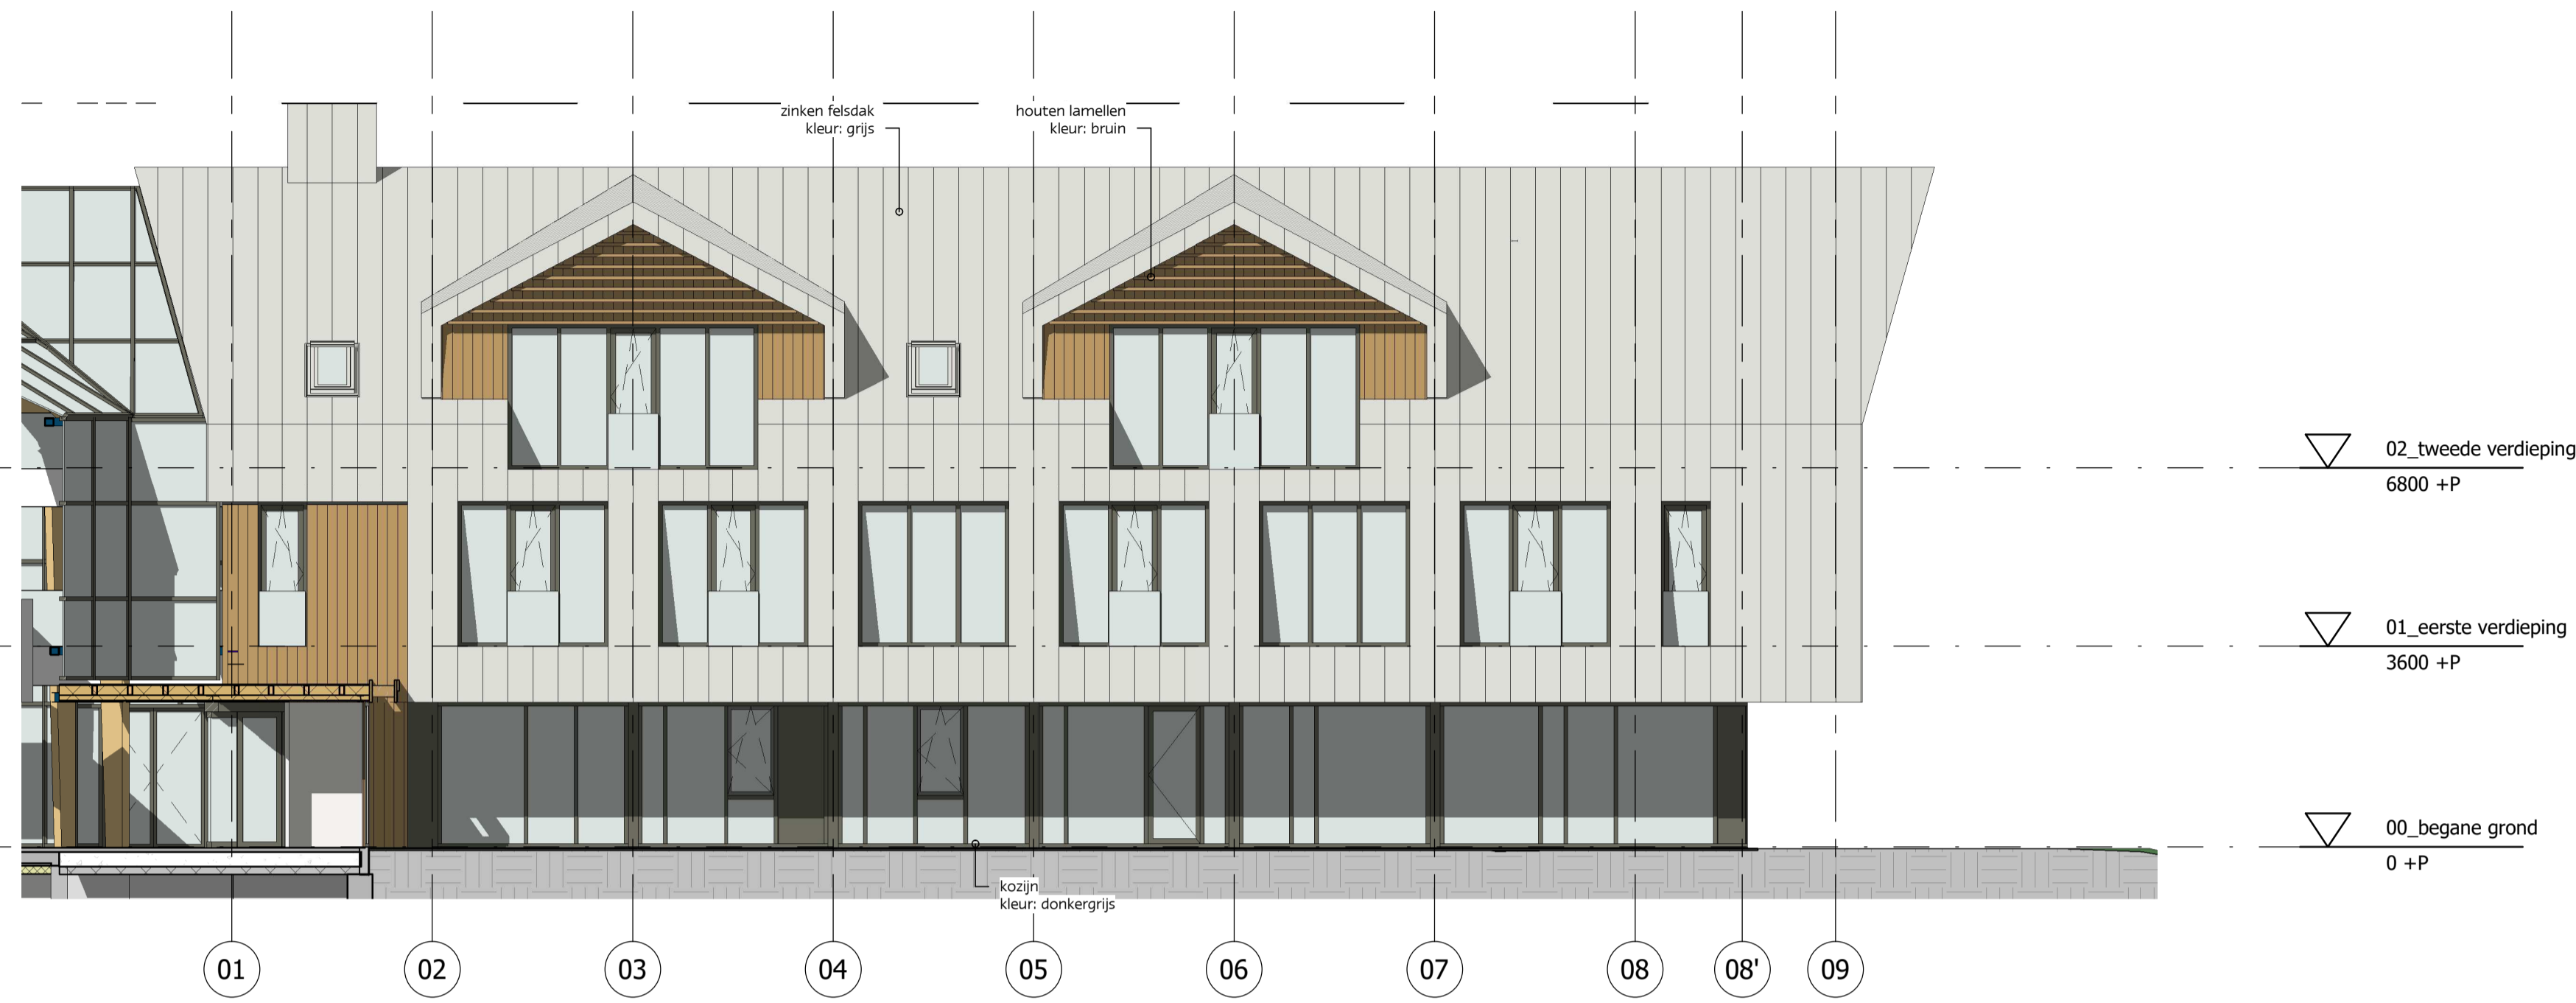 zinken felsdak
kleur: grijs
houten lamellen
kleur: bruin
02_tweede verdieping
6800 +P
01_eerste verdieping
3600 +P
00_begane grond
0 +P
kozijn
kleur: donkergrijs
01
02
03
04
05
06
07
08
08'
09